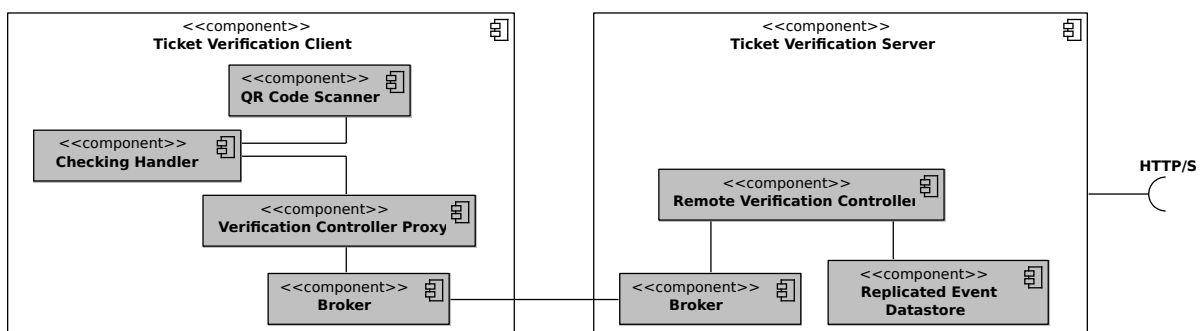 <<component>>
Ticket Verification Client
<<component>>
QR Code Scanner
<<component>>
Checking Handler
<<component>>
Verification Controller Proxy
<<component>>
Broker
<<component>>
Ticket Verification Server
<<component>>
Remote Verification Controller
<<component>>
Broker
<<component>>
Replicated Event
Datastore
HTTP/S